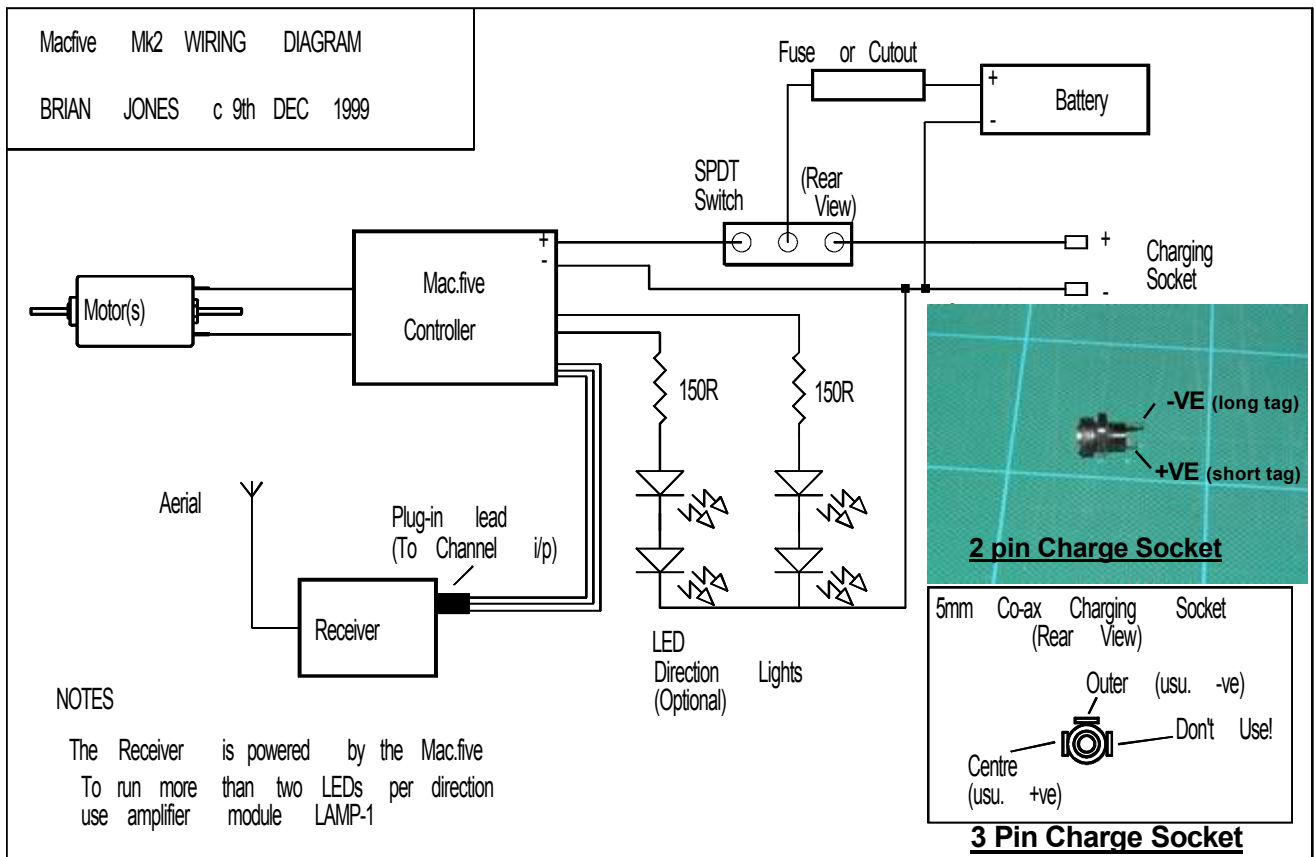 Macfive Mk2 WIRING DIAGRAM
BRIAN JONES c 9th DEC 1999
Fuse or Cutout
+
-
Battery
SPDT
Switch
(Rear
View)
+
-
Charging
Socket
+
-
Mac.five
Controller
Motor(s)
150R
150R
-VE (long tag)
+VE (short tag)
2 pin Charge Socket
Aerial
Plug-in lead
(To Channel i/p)
Receiver
LED
Direction Lights
(Optional)
5mm Co-ax Charging Socket
(Rear View)
Outer (usu. -ve)
Don't Use!
Centre
(usu. +ve)
3 Pin Charge Socket
NOTES
The Receiver is powered by the Mac.five
To run more than two LEDs per direction
use amplifier module LAMP-1